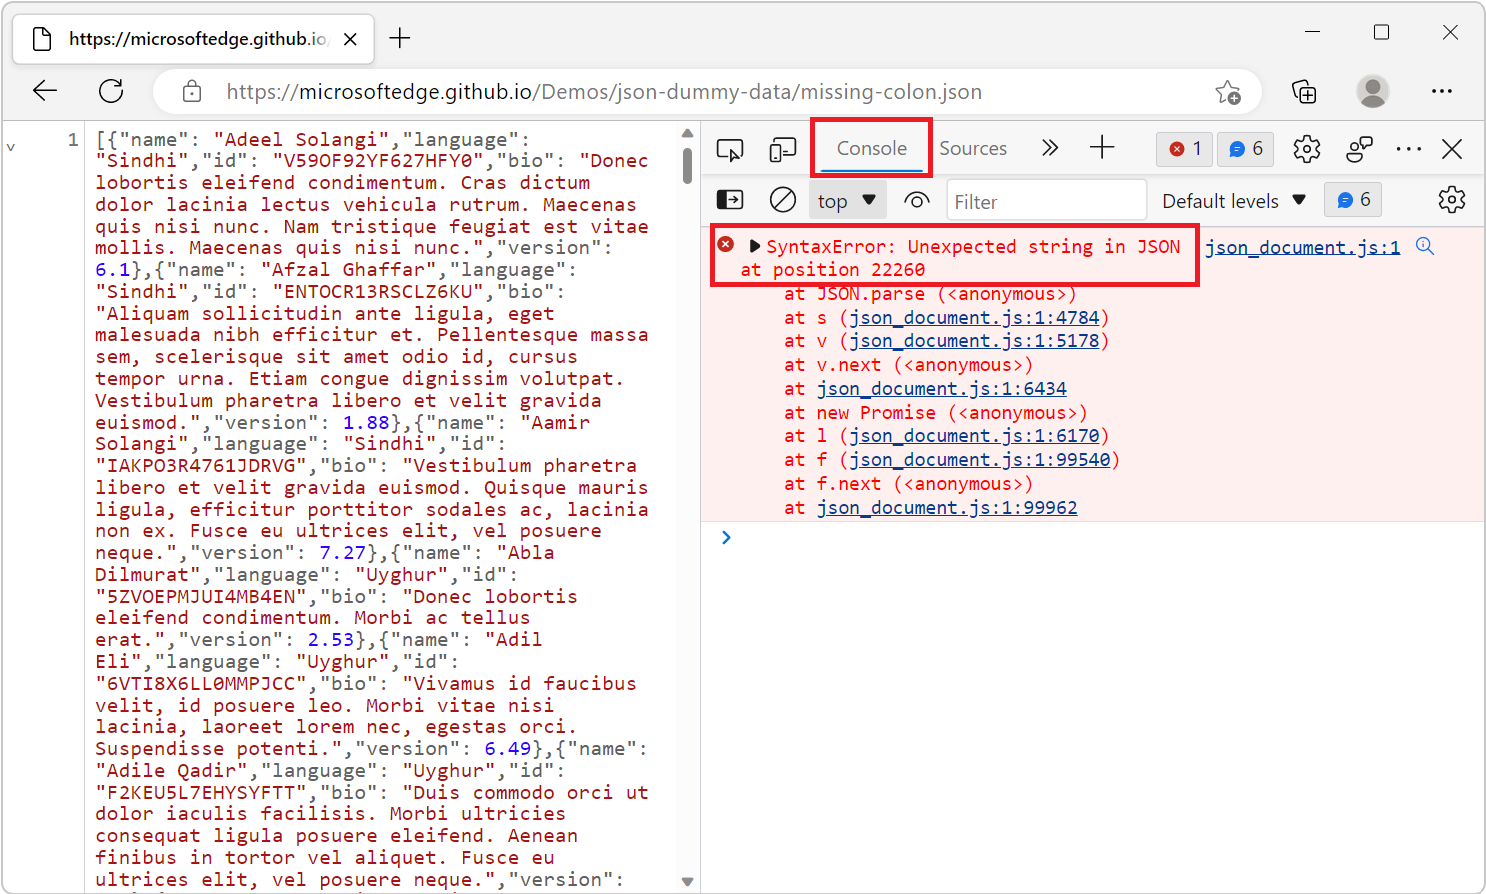 https://microsoftedge.github.io
https://microsoftedge.github.io/Demos/json-dummy-data/missing-colon.json
1
[{"name": "Adeel Solangi","language":
"Sindhi","id": "V59OF92YF627HFY0","bio": "Donec
lobortis eleifend condimentum. Cras dictum
dolor lacinia lectus vehicula rutrum. Maecenas
quis nisi nunc. Nam tristique feugiat est vitae
mollis. Maecenas quis nisi nunc.","version":
6.1},{"name": "Afzal Ghaffar","language":
"Sindhi","id": "ENTOCR13RSCLZ6KU","bio":
"Aliquam sollicitudin ante ligula, eget
malesuada nibh efficitur et. Pellentesque massa
sem, scelerisque sit amet odio id, cursus
tempor urna. Etiam congue dignissim volutpat.
Vestibulum pharetra libero et velit gravida
euismod.","version": 1.88},{"name": "Aamir
Solangi","language": "Sindhi","id":
"IAKPO3R4761JDRVG","bio": "Vestibulum pharetra
libero et velit gravida euismod. Quisque mauris
ligula, efficitur porttitor sodales ac, lacinia
non ex. Fusce eu ultrices elit, vel posuere
neque.","version": 7.27},{"name": "Abla
Dilmurat","language": "Uyghur","id":
"5ZVOEPMJUI4MB4EN","bio": "Donec lobortis
eleifend condimentum. Morbi ac tellus
erat.","version": 2.53},{"name": "Adil
Eli","language": "Uyghur","id":
"6VTI8X6LL0MMPJCC","bio": "Vivamus id faucibus
velit, id posuere leo. Morbi vitae nisi
lacinia, laoreet lorem nec, egestas orci.
Suspendisse potenti.","version": 6.49},{"name":
"Adile Qadir","language": "Uyghur","id":
"F2KEU5L7EHYSYFTT","bio": "Duis commodo orci ut
dolor iaculis facilisis. Morbi ultricies
consequat ligula posuere eleifend. Aenean
finibus in tortor vel aliquet. Fusce eu
ultrices elit, vel posuere neque.","version":
Console Sources 1 6
top Filter Default levels 6
SyntaxError: Unexpected string in JSON json_document.js:1
at position 22260
at JSON.parse (<anonymous>)
at s (json_document.js:1:4784)
at v (json_document.js:1:5178)
at v.next (<anonymous>)
at json_document.js:1:6434
at new Promise (<anonymous>)
at l (json_document.js:1:6170)
at f (json_document.js:1:99540)
at f.next (<anonymous>)
at json_document.js:1:99962